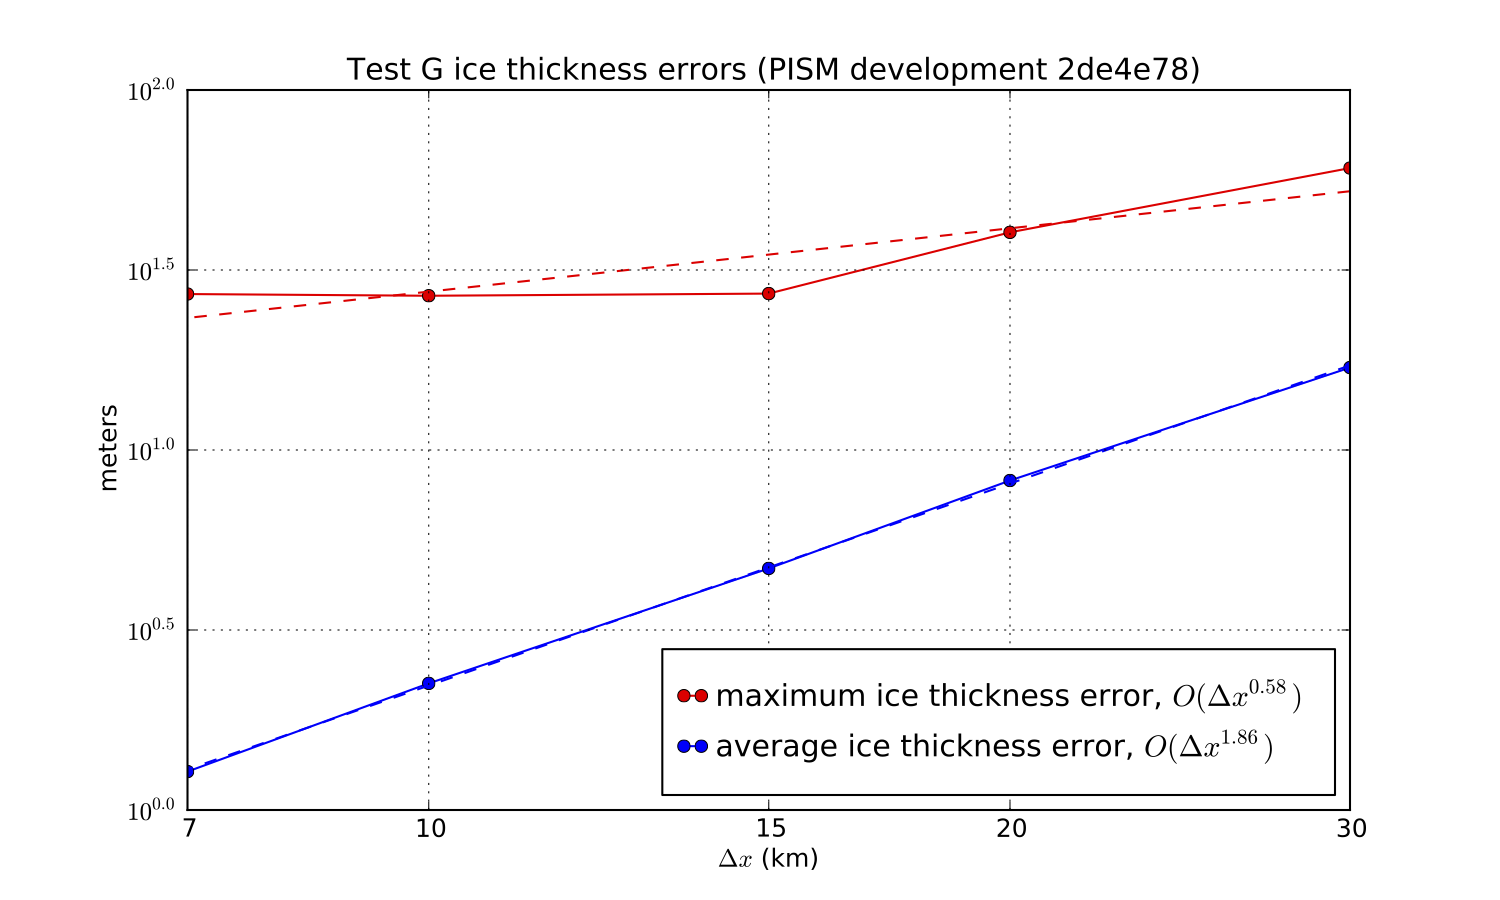 Test G ice thickness errors (PISM development 2de4e78)
10^2.0
10^1.5
10^1.0
10^0.5
10^0.0
meters
maximum ice thickness error, O(Δx^0.58)
average ice thickness error, O(Δx^1.86)
7 10 15 20 30
Δx (km)